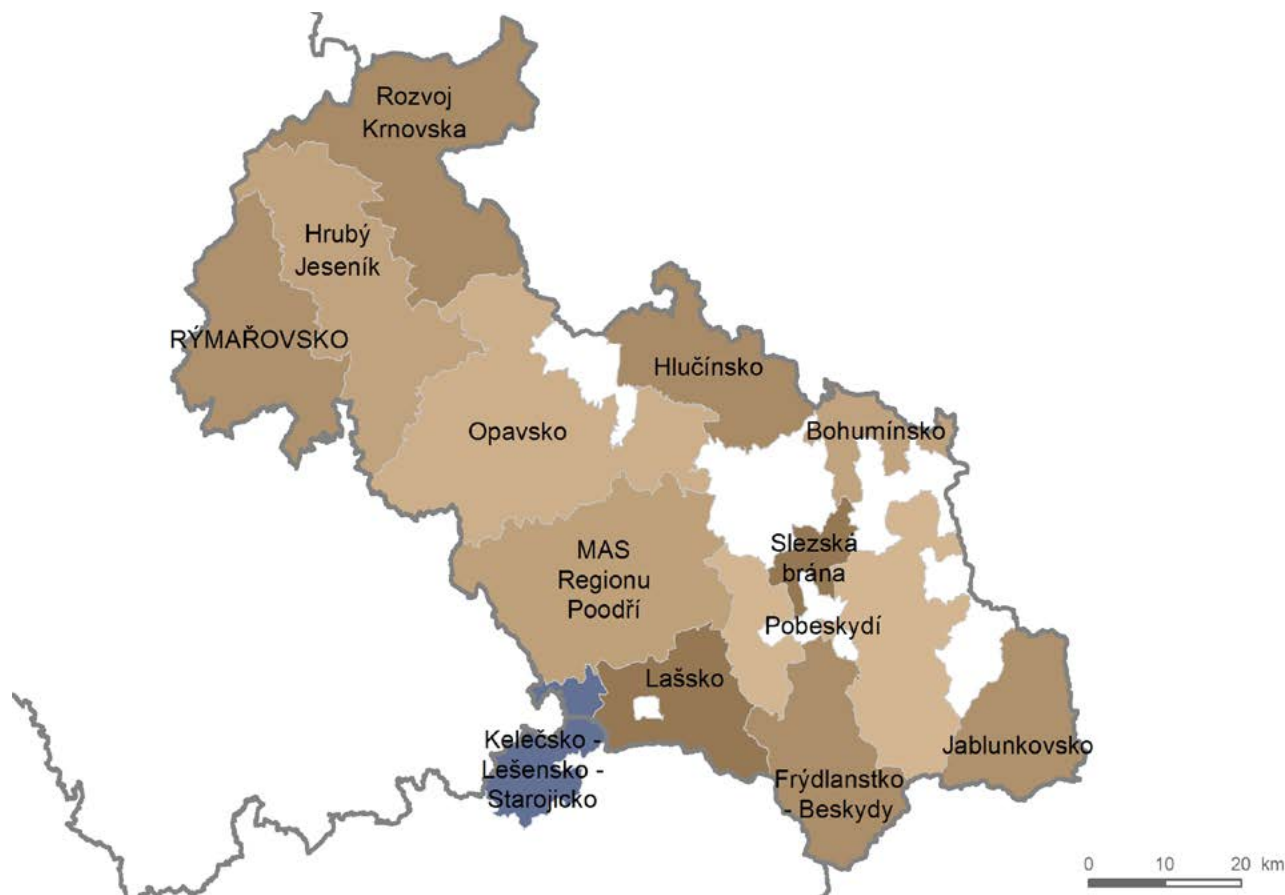 Rozvoj
Krnovska
Hrubý
Jeseník
RÝMAŘOVSKO
Hlučínsko
Opavsko
Bohumínsko
Slezská
brána
MAS
Regionu
Poodří
Pobeskydí
Lašsko
Kelečsko -
Lešensko -
Starojicko
Jablunkovsko
Frýdlanstko
- Beskydy
0 10 20 km